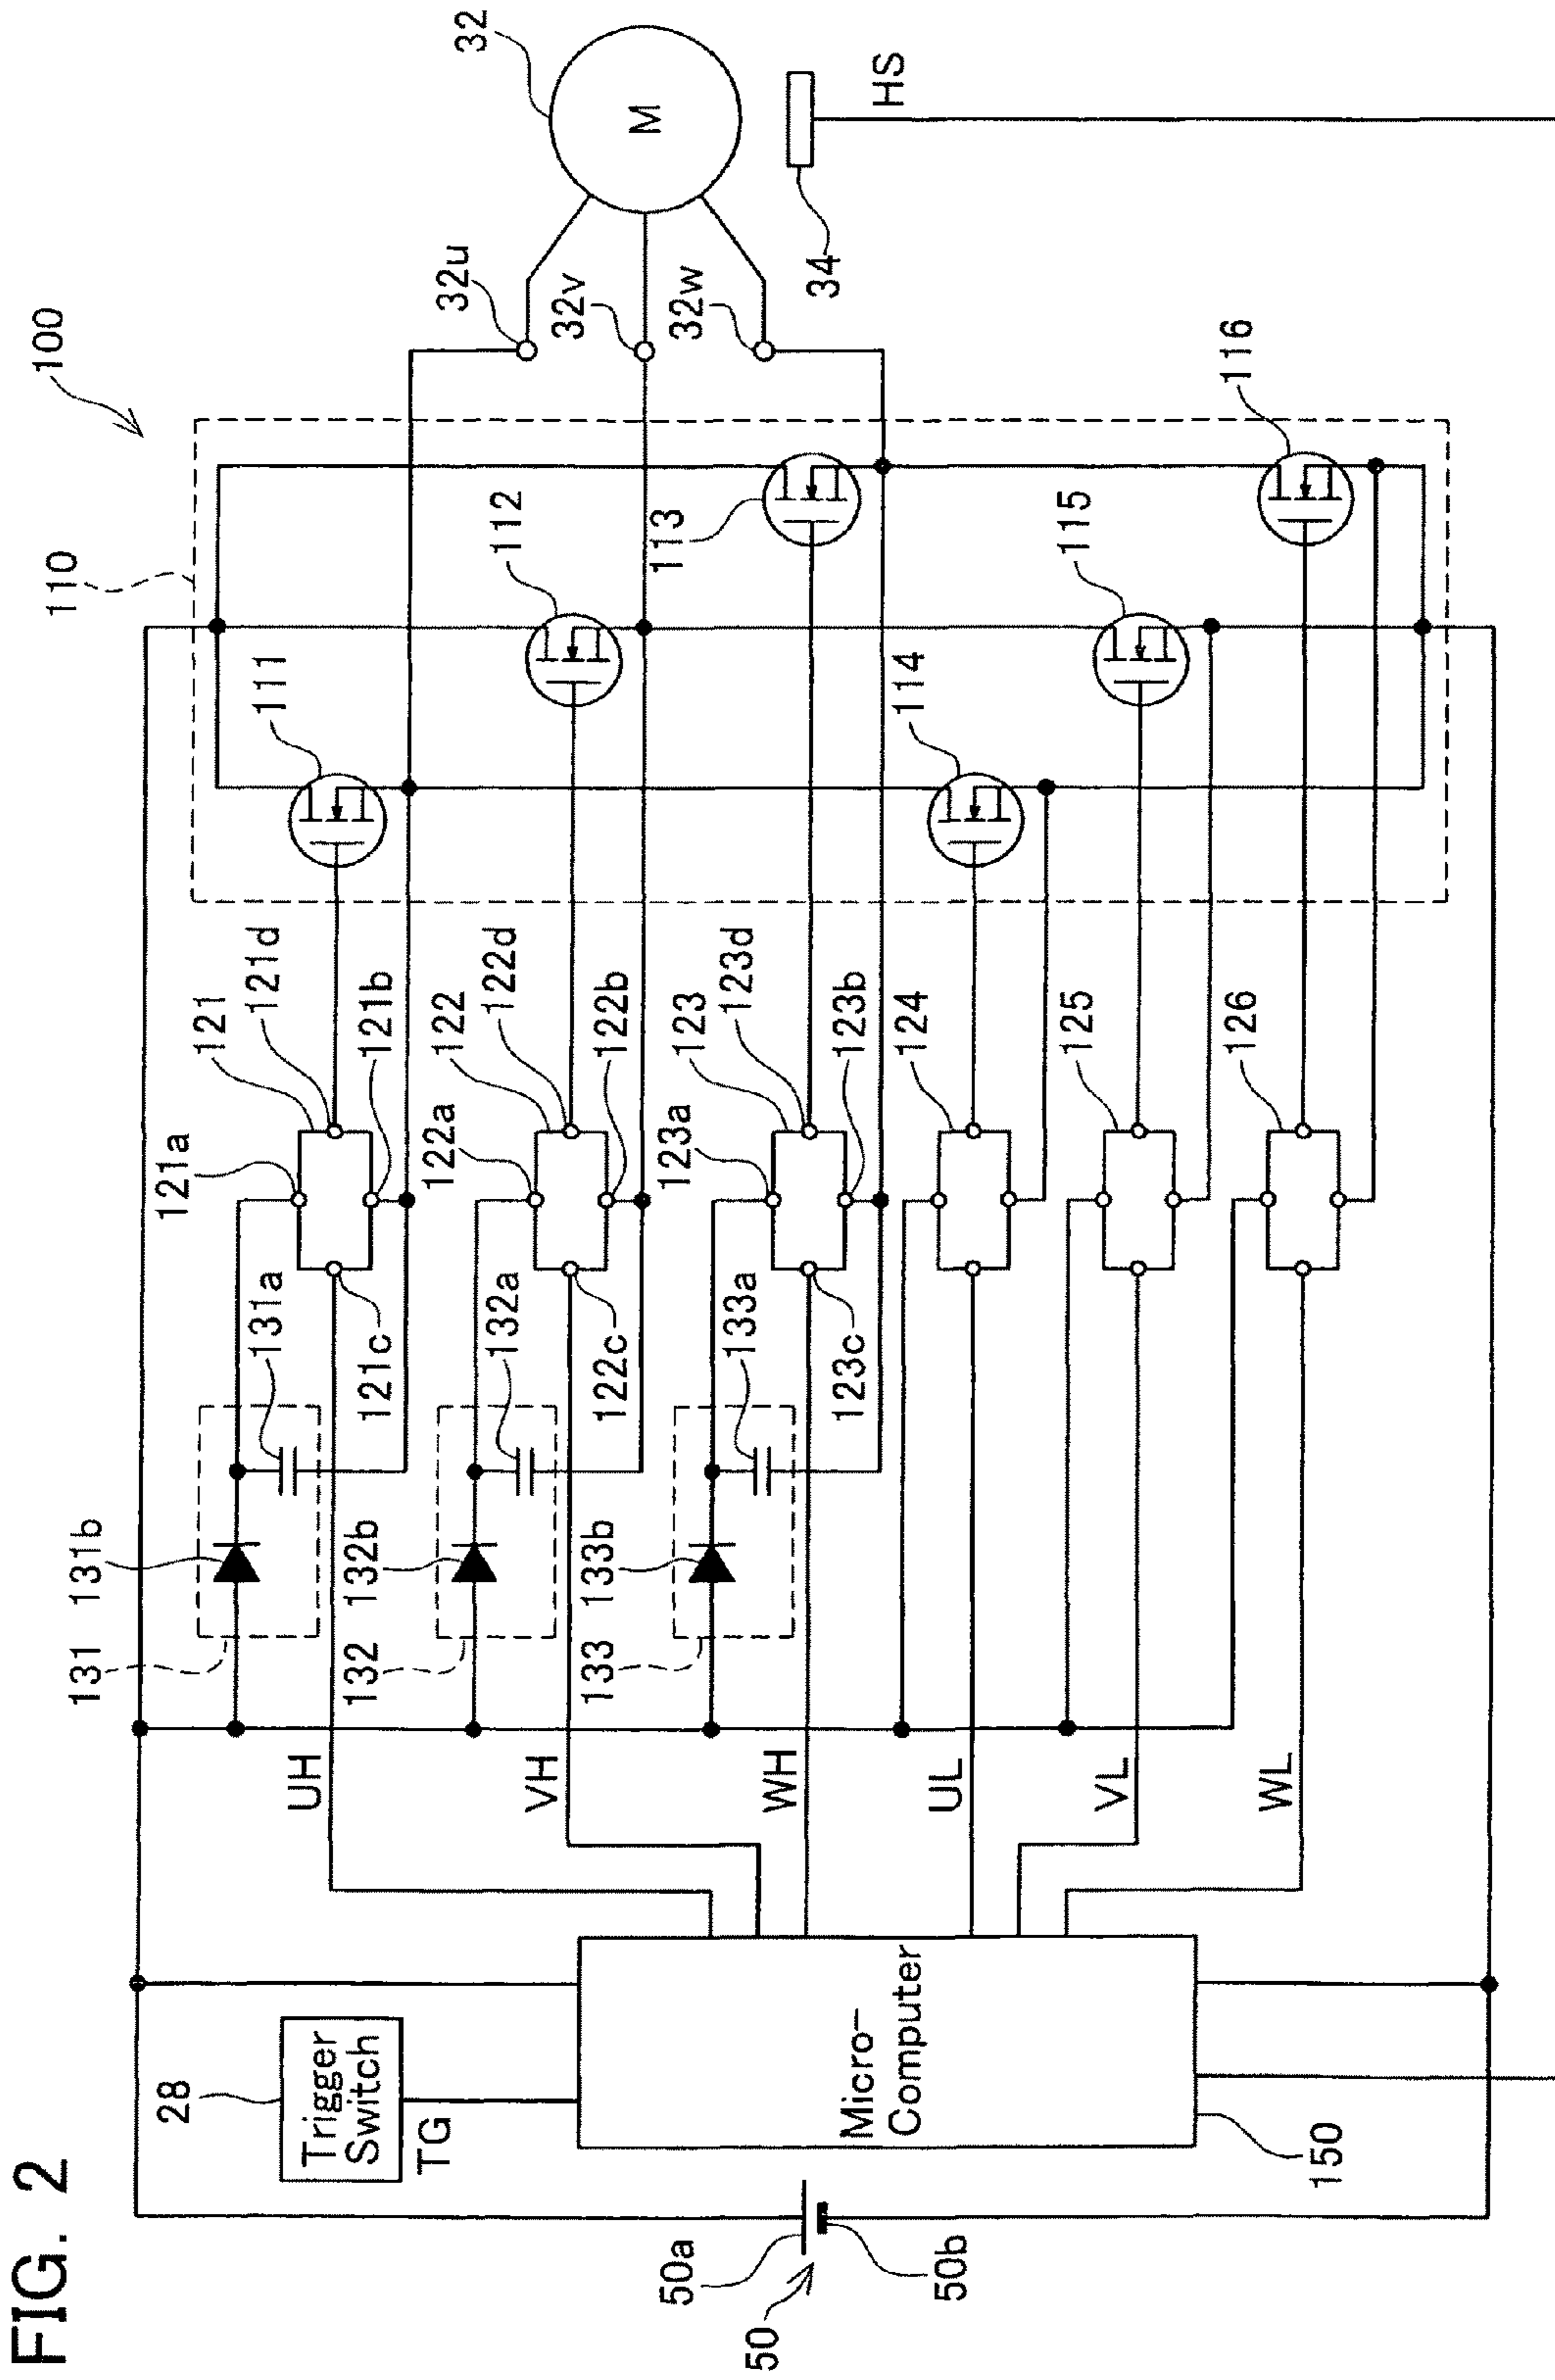 FIG. 2
100
110
32
M
32u
32v
32w
34
HS
111
112
113
114
115
116
121
121a
121b
121c
121d
122
122a
122b
122c
122d
123
123a
123b
123c
123d
124
125
126
131
131a
131b
132
132a
132b
133
133a
133b
UH
VH
WH
UL
VL
WL
28
Trigger
Switch
TG
Micro-
Computer
150
50
50a
50b